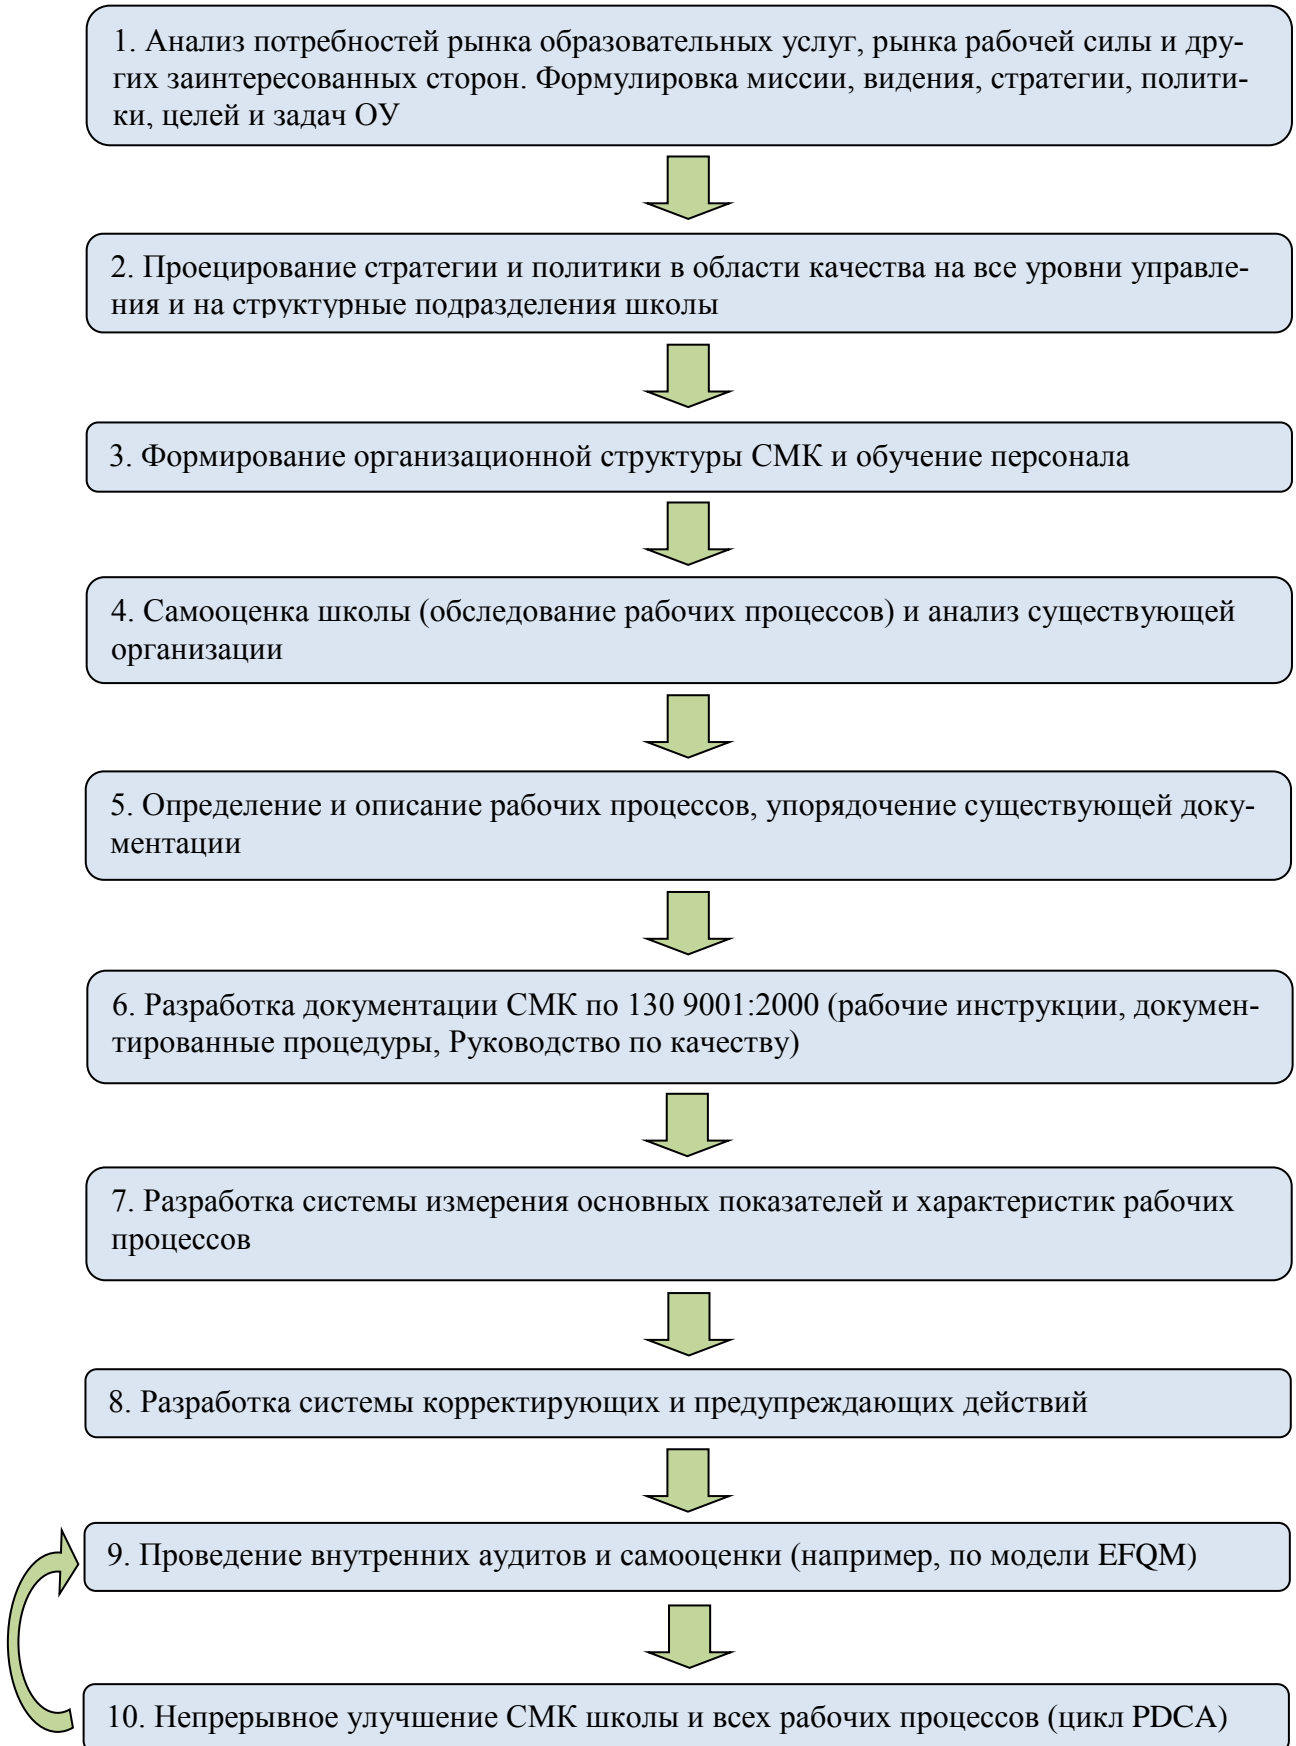 1. Анализ потребностей рынка образовательных услуг, рынка рабочей силы и дру-
гих заинтересованных сторон. Формулировка миссии, видения, стратегии, полити-
ки, целей и задач ОУ
2. Проецирование стратегии и политики в области качества на все уровни управле-
ния и на структурные подразделения школы
3. Формирование организационной структуры СМК и обучение персонала
4. Самооценка школы (обследование рабочих процессов) и анализ существующей
организации
5. Определение и описание рабочих процессов, упорядочение существующей доку-
ментации
6. Разработка документации СМК по 130 9001:2000 (рабочие инструкции, докумен-
тированные процедуры, Руководство по качеству)
7. Разработка системы измерения основных показателей и характеристик рабочих
процессов
8. Разработка системы корректирующих и предупреждающих действий
9. Проведение внутренних аудитов и самооценки (например, по модели EFQM)
10. Непрерывное улучшение СМК школы и всех рабочих процессов (цикл PDCA)